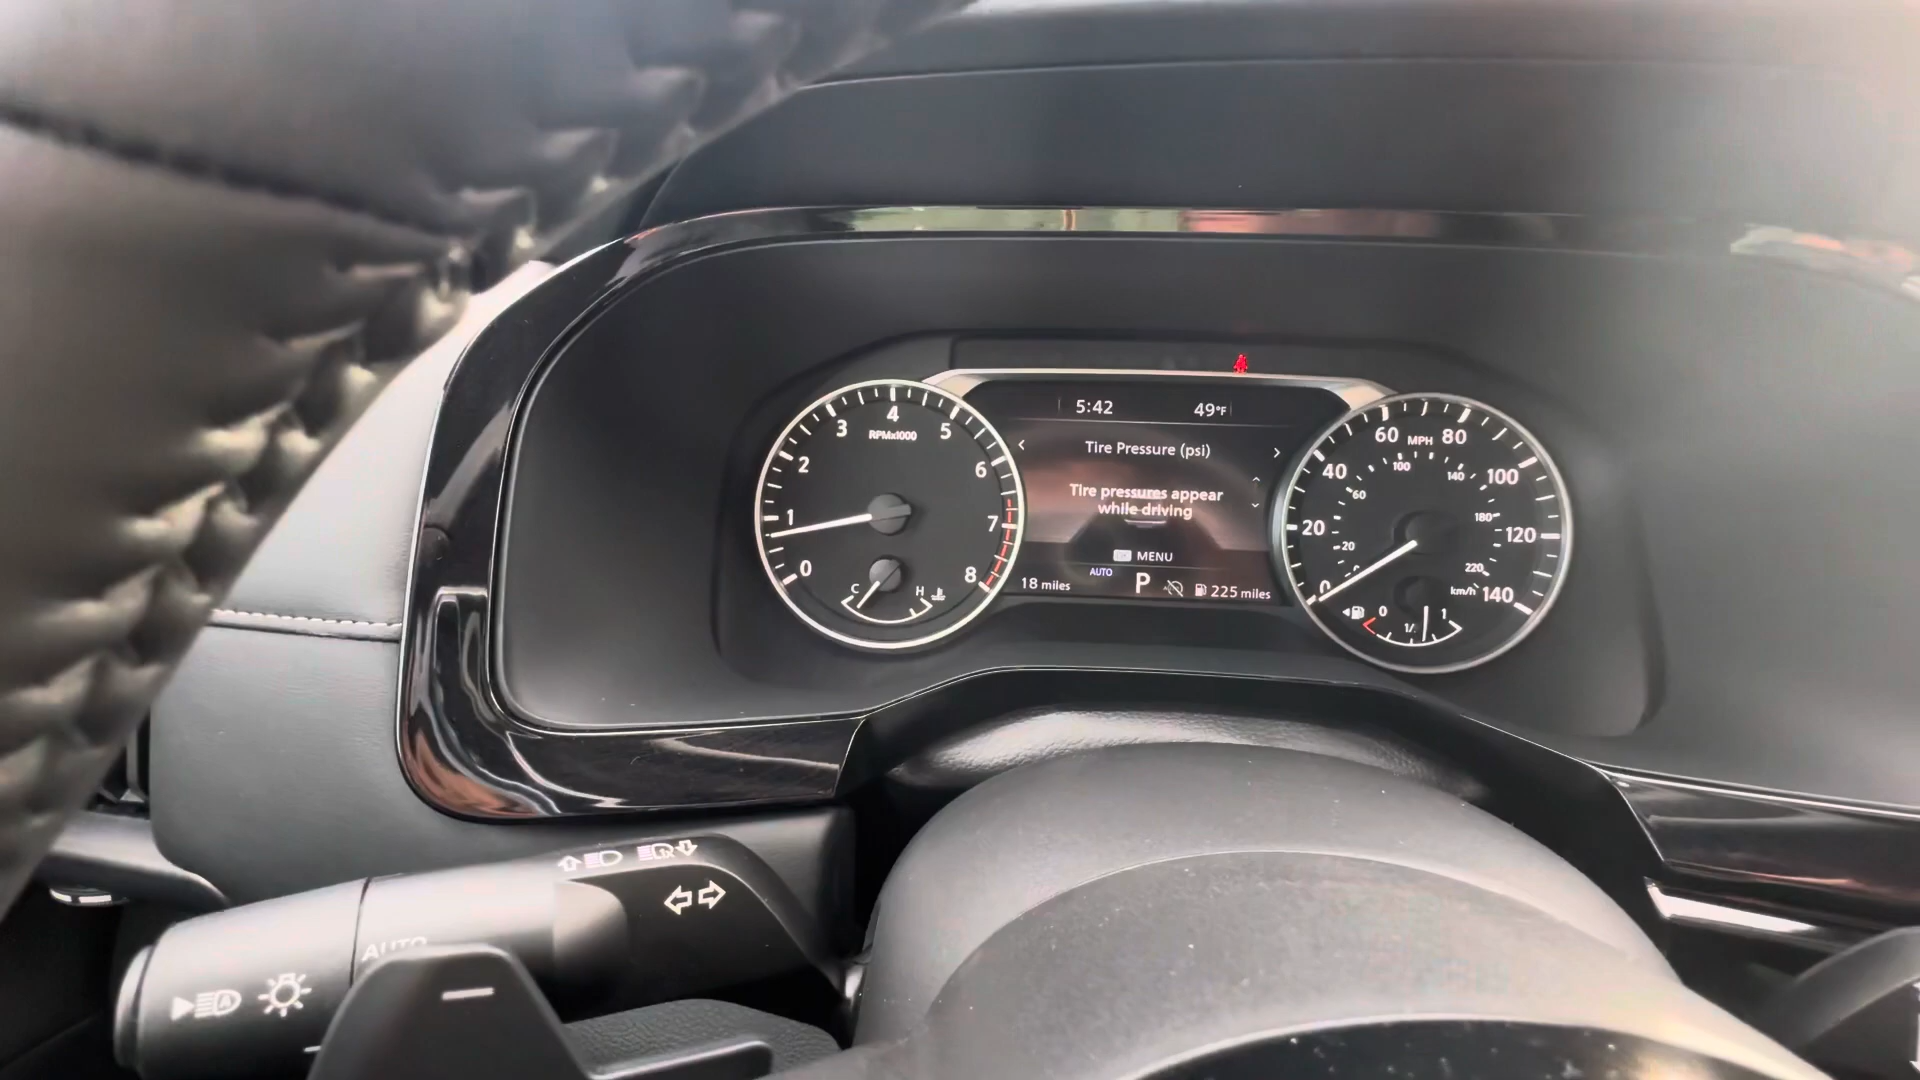 5:42 49°F
Tire Pressure (psi)
Tire pressures appear
while driving
MENU
AUTO
18 miles P 225 miles
0 1 2 3 4 5 6 7 8
RPMx1000
C H
0 20 40 60 80 100 120 140
MPH
20 60 100 140 180 220
km/h
0 1
AUTO